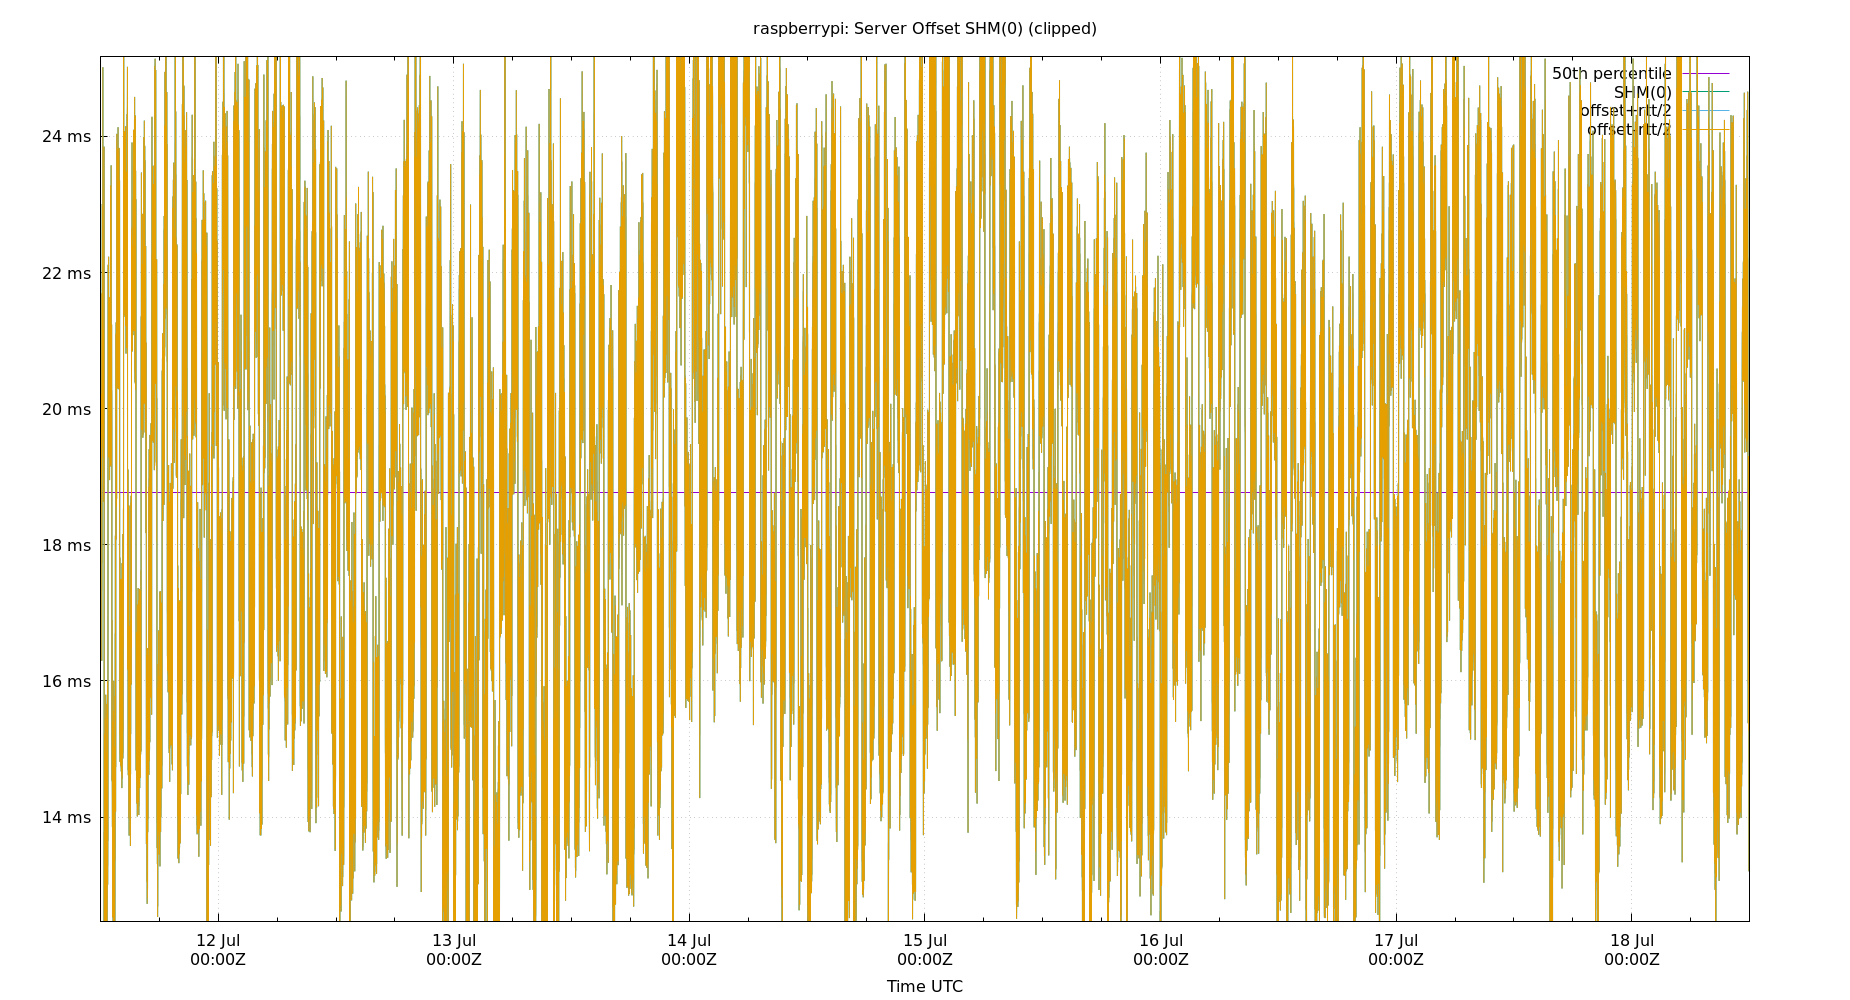 raspberrypi: Server Offset SHM(0) (clipped)
50th percentile
SHM(0)
offset+rtt/2
offset-rtt/2
24 ms
22 ms
20 ms
18 ms
16 ms
14 ms
12 Jul
00:00Z
13 Jul
00:00Z
14 Jul
00:00Z
15 Jul
00:00Z
16 Jul
00:00Z
17 Jul
00:00Z
18 Jul
00:00Z
Time UTC